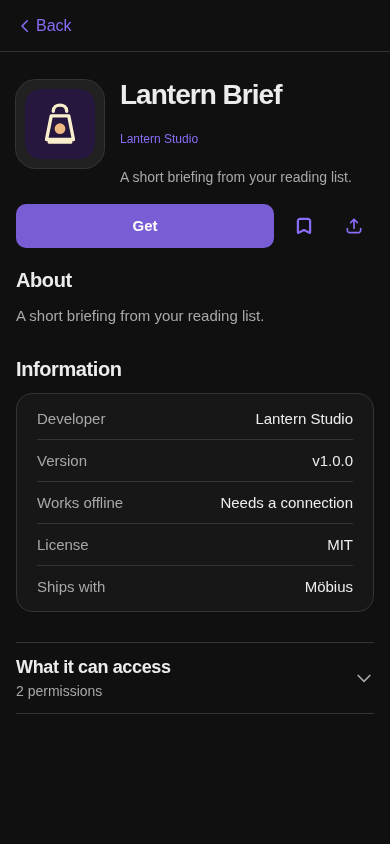 Back
Lantern Brief
Lantern Studio
A short briefing from your reading list.
Get
About
A short briefing from your reading list.
Information
Developer Lantern Studio
Version v1.0.0
Works offline Needs a connection
License MIT
Ships with Möbius
What it can access
2 permissions